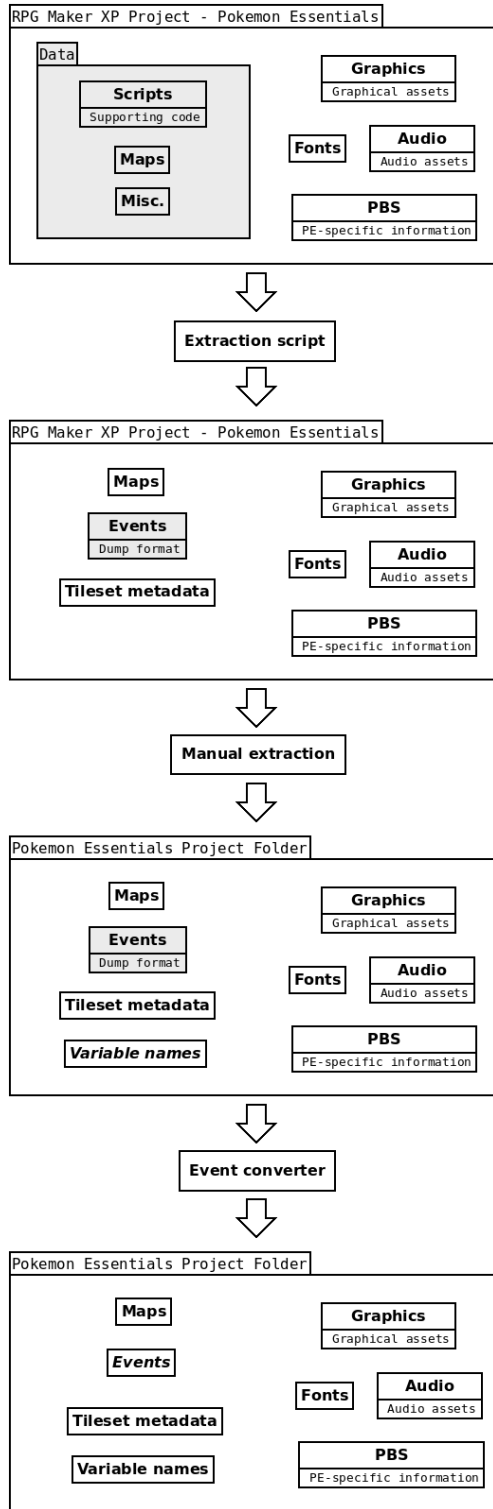 RPG Maker XP Project - Pokemon Essentials
Data
Scripts
Supporting code
Maps
Misc.
Graphics
Graphical assets
Fonts
Audio
Audio assets
PBS
PE-specific information
Extraction script
RPG Maker XP Project - Pokemon Essentials
Maps
Events
Dump format
Tileset metadata
Graphics
Graphical assets
Fonts
Audio
Audio assets
PBS
PE-specific information
Manual extraction
Pokemon Essentials Project Folder
Maps
Events
Dump format
Tileset metadata
Variable names
Graphics
Graphical assets
Fonts
Audio
Audio assets
PBS
PE-specific information
Event converter
Pokemon Essentials Project Folder
Maps
Events
Tileset metadata
Variable names
Graphics
Graphical assets
Fonts
Audio
Audio assets
PBS
PE-specific information